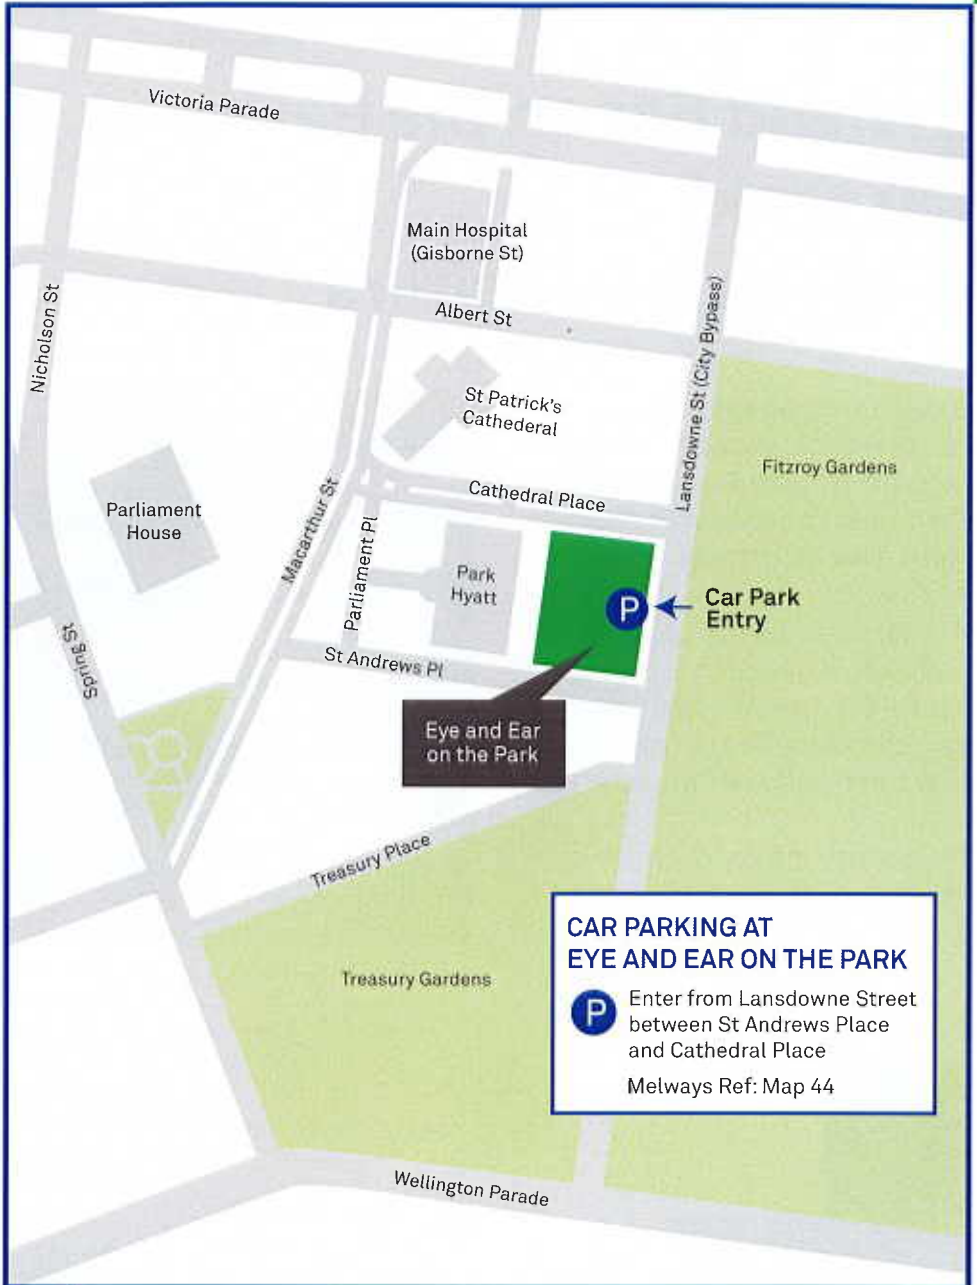 Victoria Parade
Main Hospital
(Gisborne St)
Nicholson St
Albert St
Lansdowne St (City Bypass)
St Patrick's
Cathederal
Fitzroy Gardens
Cathedral Place
Parliament
House
Macarthur St
Parliament Pl
Park
Hyatt
P
Car Park
Entry
Spring St
St Andrews Pl
Eye and Ear
on the Park
Treasury Place
Treasury Gardens
CAR PARKING AT
EYE AND EAR ON THE PARK
P
Enter from Lansdowne Street
between St Andrews Place
and Cathedral Place
Melways Ref: Map 44
Wellington Parade